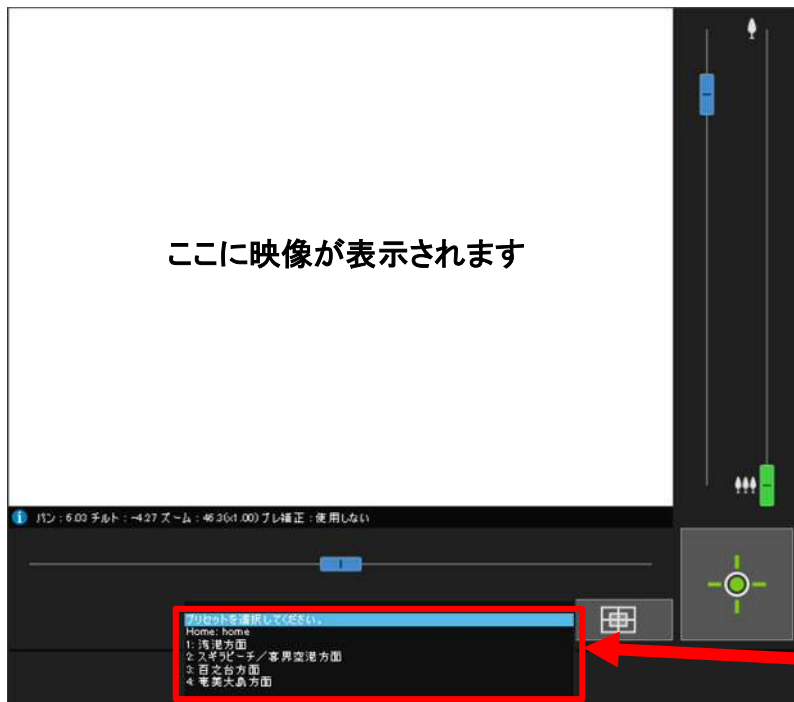 ここに映像が表示されます
パン：6.03 チルト：-4.27 ズーム：46.3(x1.00) ブレ補正：使用しない
プリセットを選択してください。
Home: home
1: 湾港方面
2: スギラビーチ／喜界空港方面
3: 百之台方面
4: 奄美大島方面